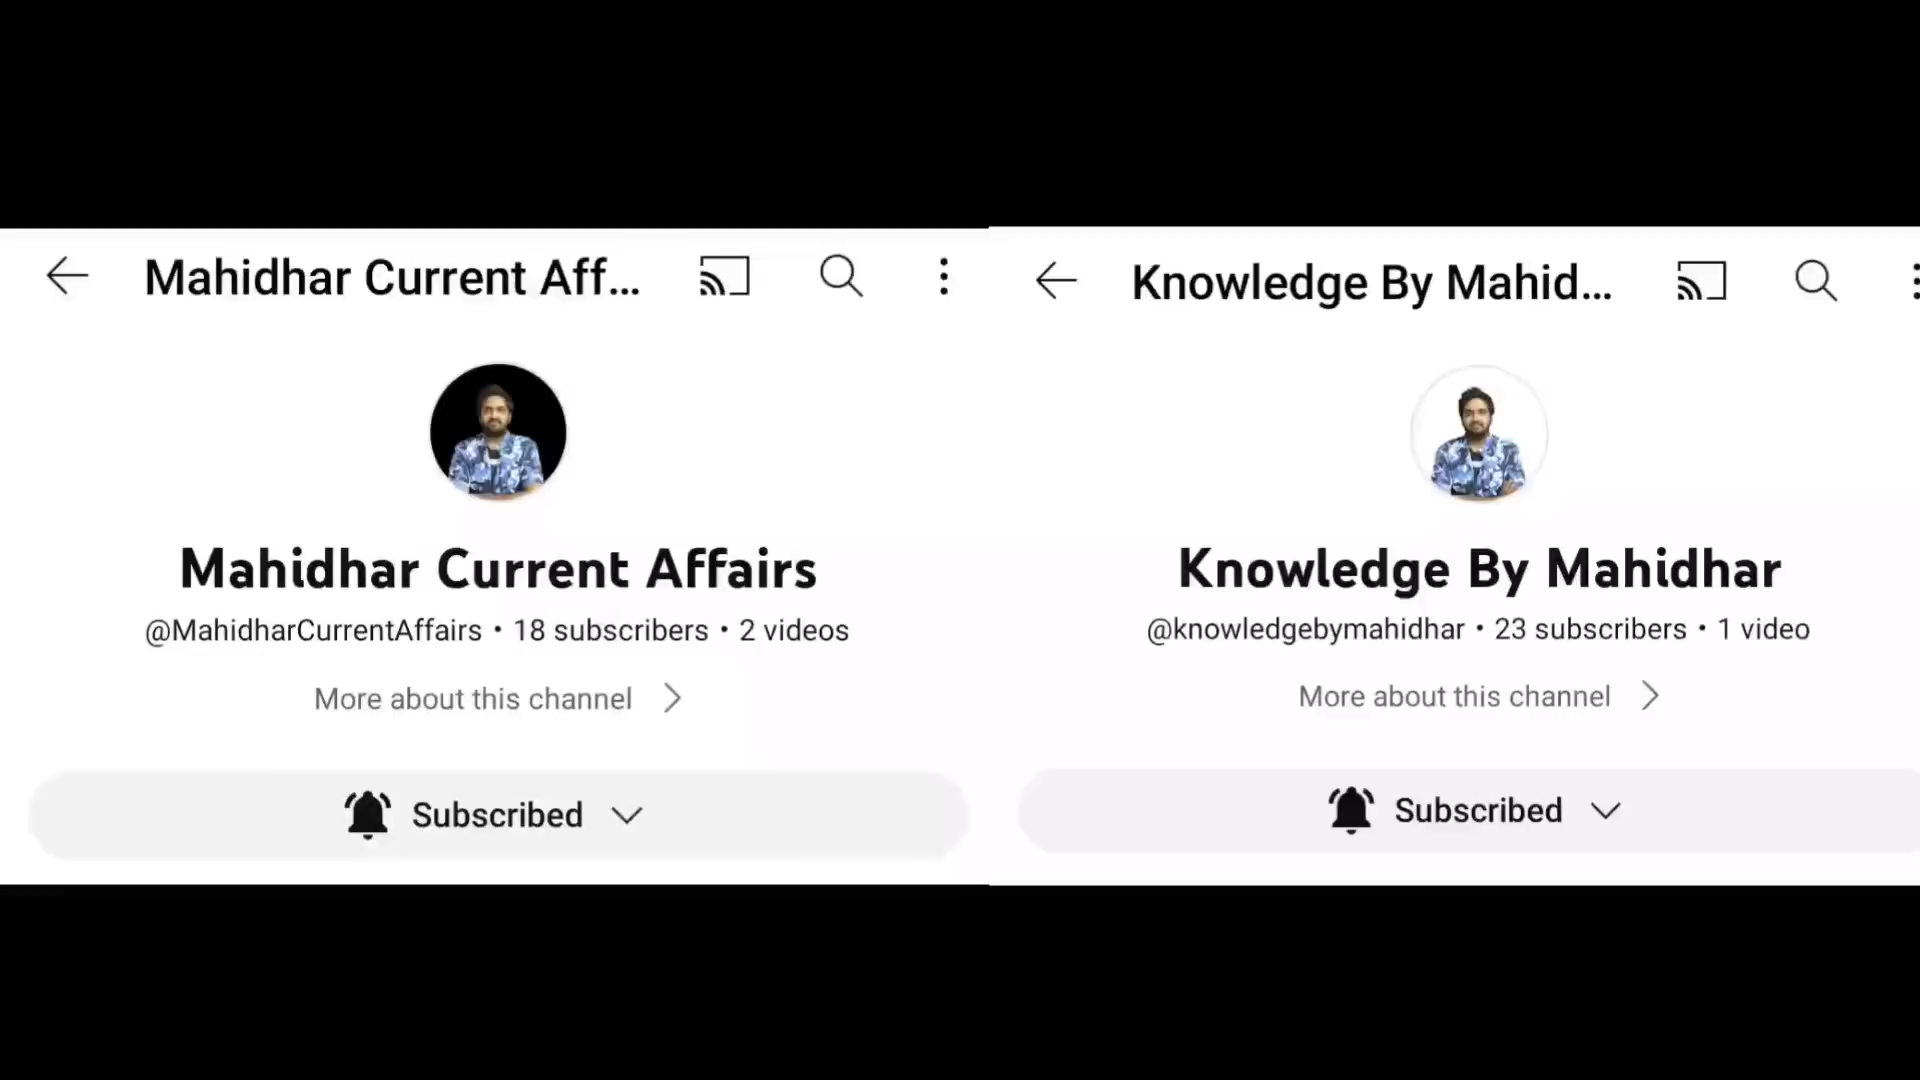 Mahidhar Current Aff...
Mahidhar Current Affairs
@MahidharCurrentAffairs • 18 subscribers • 2 videos
More about this channel
Subscribed
Knowledge By Mahid...
Knowledge By Mahidhar
@knowledgebymahidhar • 23 subscribers • 1 video
More about this channel
Subscribed